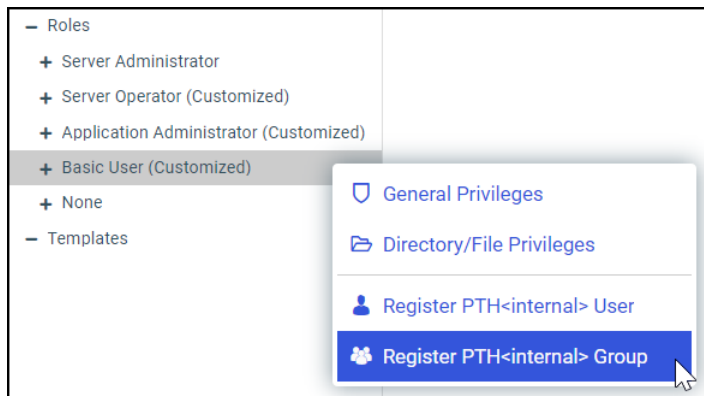 Roles
Server Administrator
Server Operator (Customized)
Application Administrator (Customized)
Basic User (Customized)
None
Templates
General Privileges
Directory/File Privileges
Register PTH<internal> User
Register PTH<internal> Group